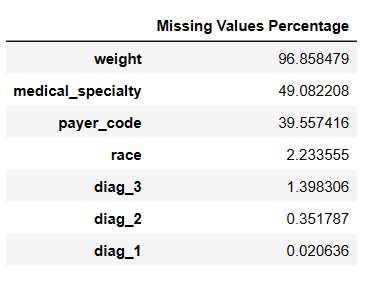 Missing Values Percentage
weight 96.858479
medical_specialty 49.082208
payer_code 39.557416
race 2.233555
diag_3 1.398306
diag_2 0.351787
diag_1 0.020636